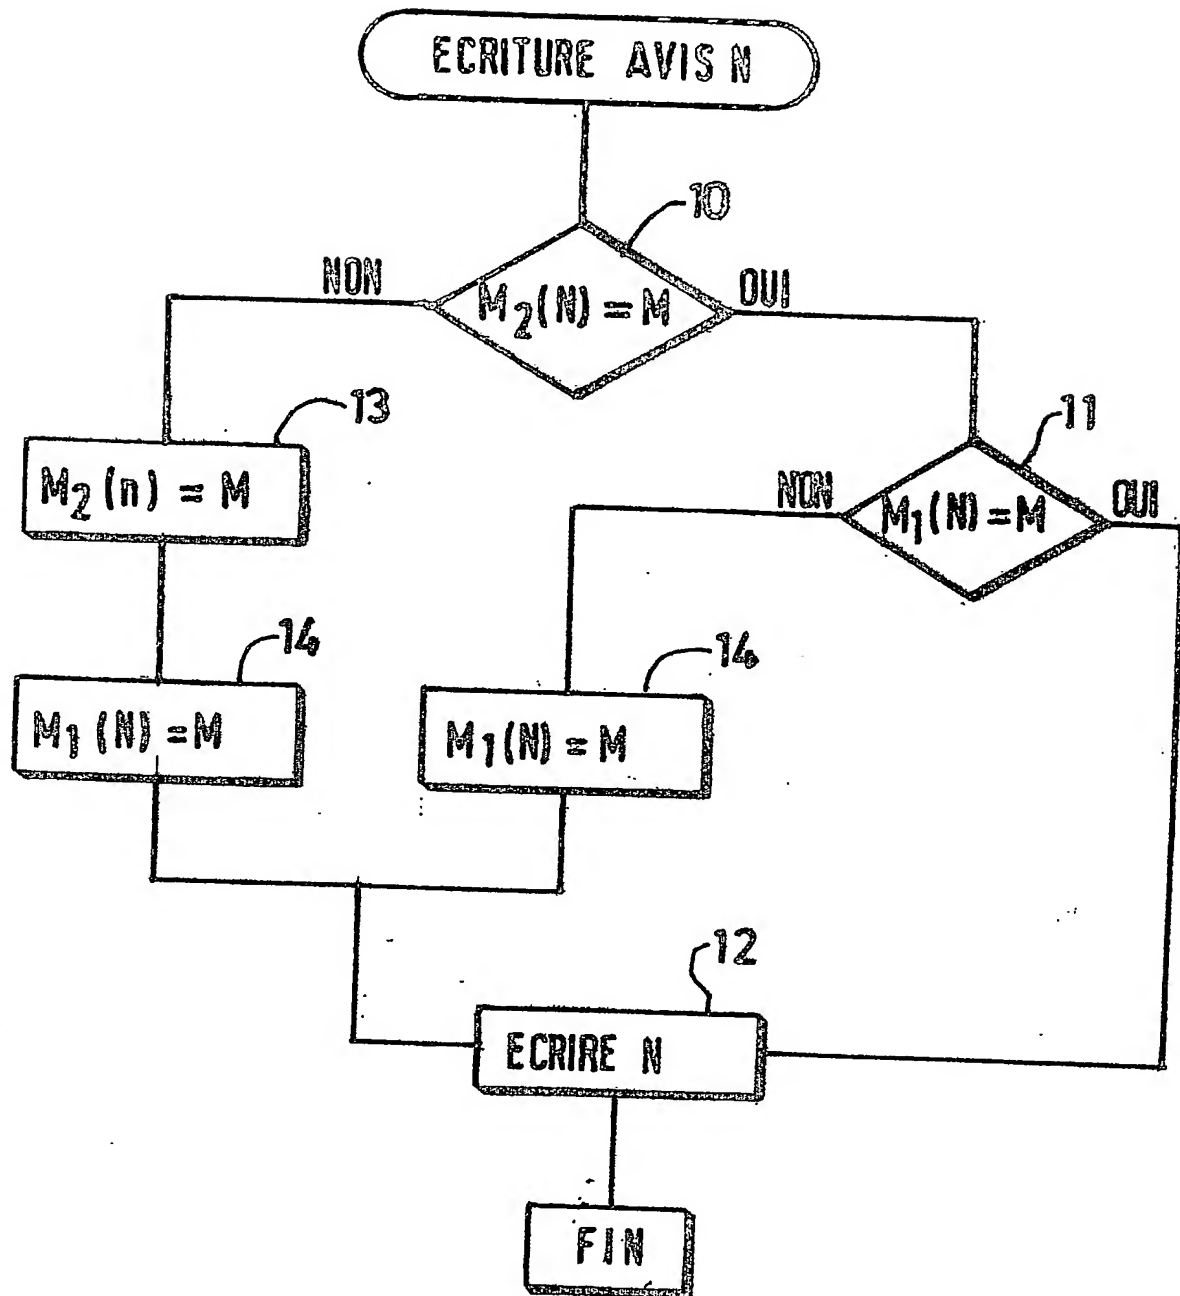 ECRITURE AVIS N
10
NON
M2(N) = M
OUI
13
M2(n) = M
11
NON
M1(N) = M
OUI
14
M1(N) = M
14
M1(N) = M
12
ECRIRE N
FIN